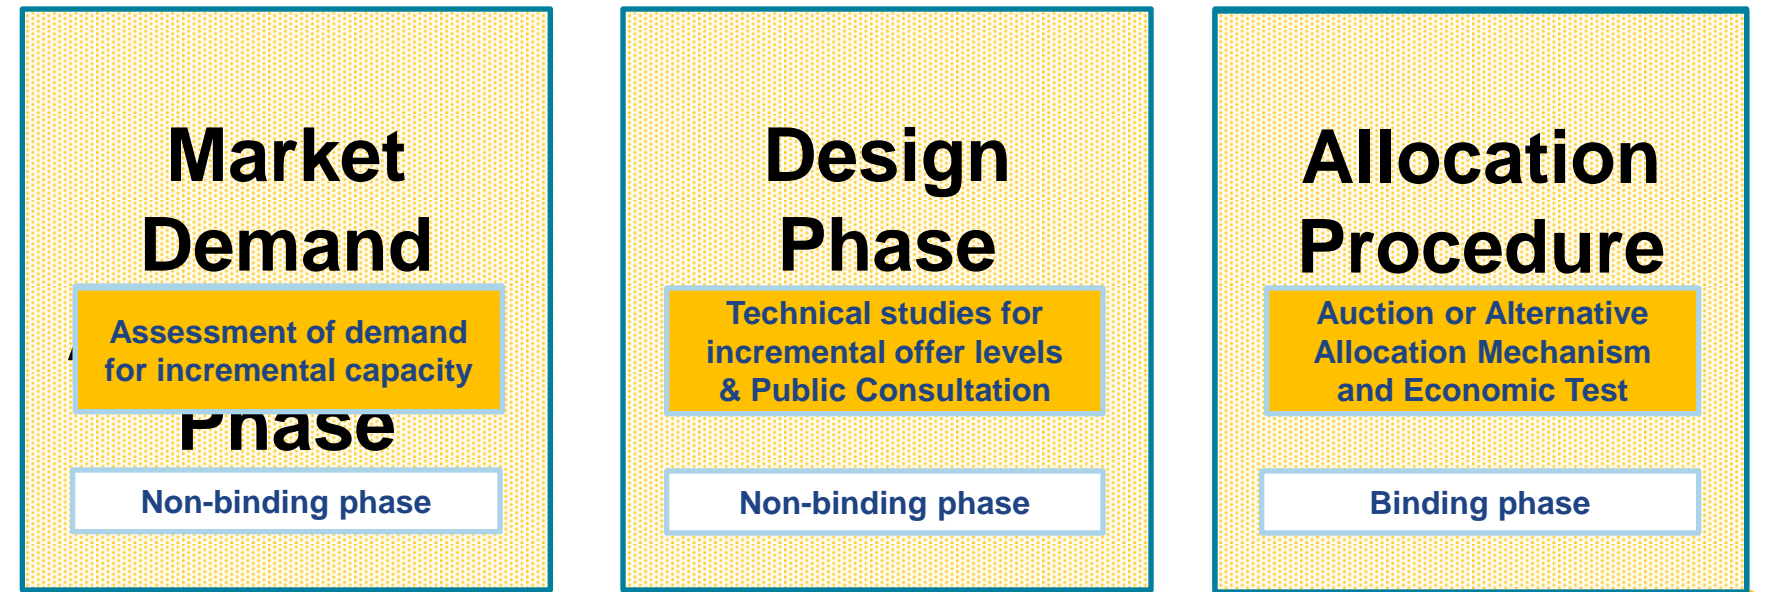 Market
Demand
Phase
Assessment of demand
for incremental capacity
Non-binding phase
Design
Phase
Technical studies for
incremental offer levels
& Public Consultation
Non-binding phase
Allocation
Procedure
Auction or Alternative
Allocation Mechanism
and Economic Test
Binding phase